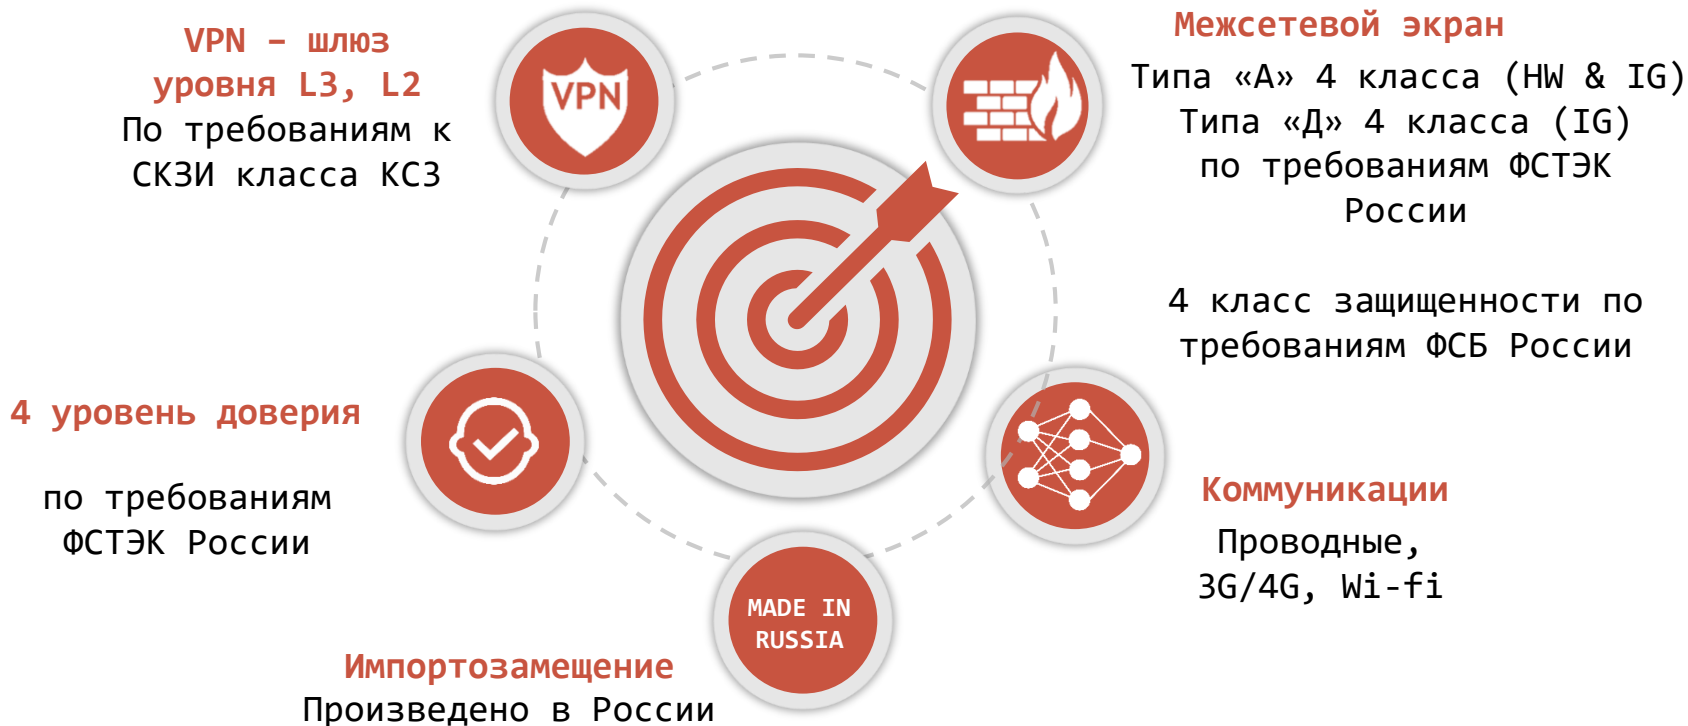 VPN – шлюз
уровня L3, L2
По требованиям к
СКЗИ класса КС3
VPN
Межсетевой экран
Типа «А» 4 класса (HW & IG)
Типа «Д» 4 класса (IG)
по требованиям ФСТЭК
России
4 класс защищенности по
требованиям ФСБ России
4 уровень доверия
по требованиям
ФСТЭК России
Коммуникации
Проводные,
3G/4G, Wi-fi
MADE IN
RUSSIA
Импортозамещение
Произведено в России